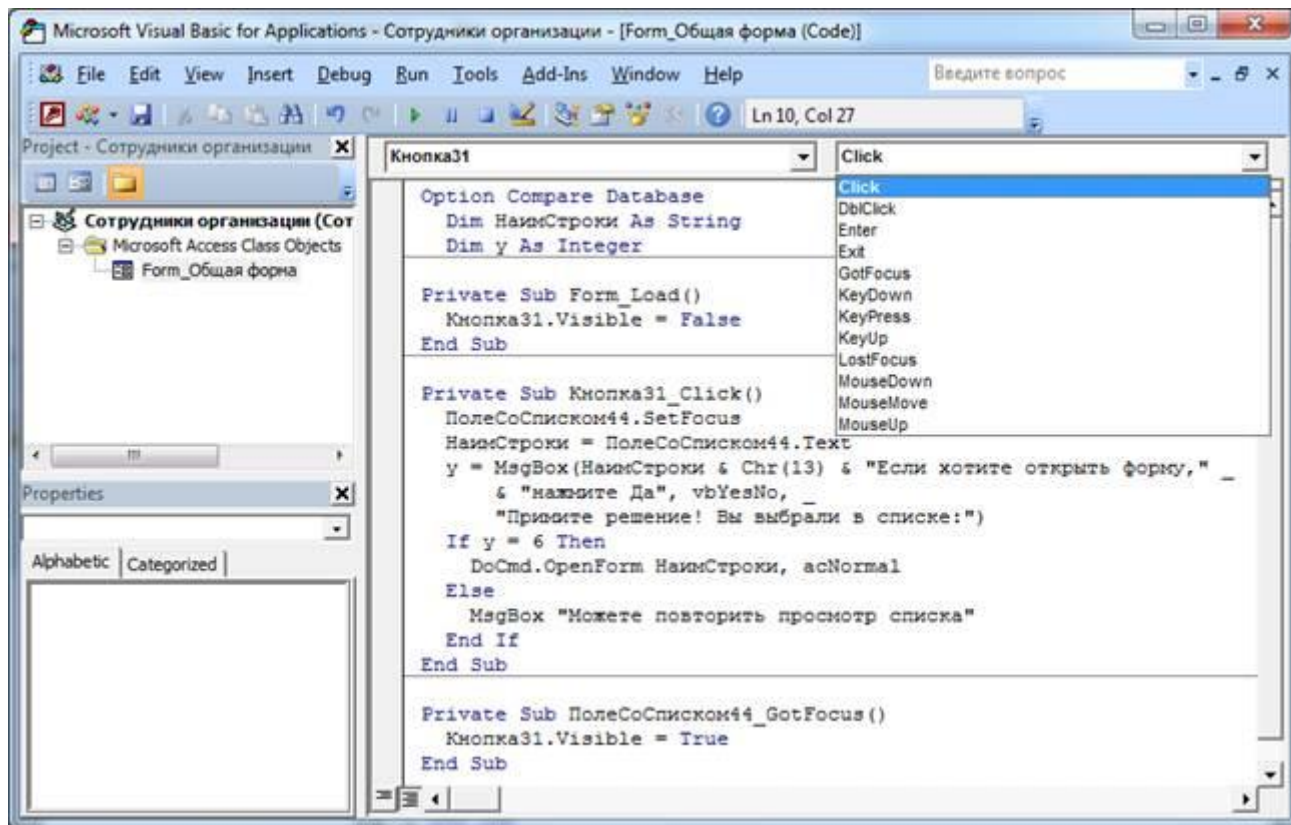 Microsoft Visual Basic for Applications - Сотрудники организации - [Form_Общая форма (Code)]
File Edit View Insert Debug Run Tools Add-Ins Window Help Введите вопрос
Ln 10, Col 27
Project - Сотрудники организации
Сотрудники организации (Сот
Microsoft Access Class Objects
Form_Общая форма
Properties
Alphabetic Categorized
Кнопка31 Click
Click
DblClick
Enter
Exit
GotFocus
KeyDown
KeyPress
KeyUp
LostFocus
MouseDown
MouseMove
MouseUp
Option Compare Database
Dim НаимСтроки As String
Dim y As Integer
Private Sub Form_Load()
Кнопка31.Visible = False
End Sub
Private Sub Кнопка31_Click()
ПолеСоСписком44.SetFocus
НаимСтроки = ПолеСоСписком44.Text
y = MsgBox(НаимСтроки & Chr(13) & "Если хотите открыть форму," _
& "нажмите Да", vbYesNo, _
"Примите решение! Вы выбрали в списке:")
If y = 6 Then
DoCmd.OpenForm НаимСтроки, acNormal
Else
MsgBox "Можете повторить просмотр списка"
End If
End Sub
Private Sub ПолеСоСписком44_GotFocus()
Кнопка31.Visible = True
End Sub